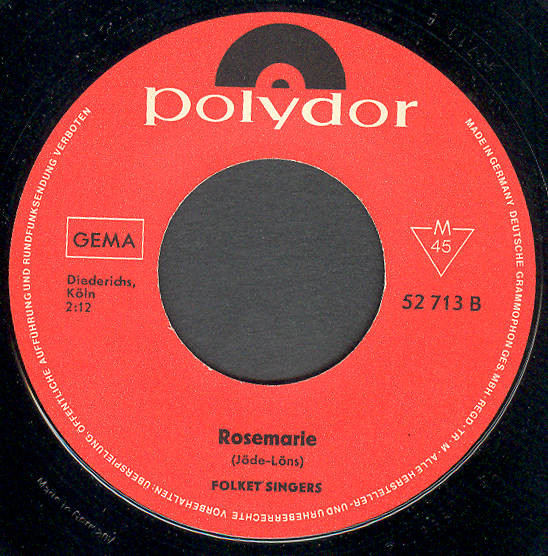 polydor
GEMA
Diederichs,
Köln
2:12
M
45
52 713 B
Rosemarie
(Jöde-Löns)
FOLKET SINGERS
MADE IN GERMANY · DEUTSCHE GRAMMOPHON GES. MBH · REGD · TR · M · ALLE HERSTELLER- UND URHEBERRECHTE VORBEHALTEN: ÜBERSPIELUNG, ÖFFENTLICHE AUFFÜHRUNG UND RUNDFUNKSENDUNG VERBOTEN
Made in Germany